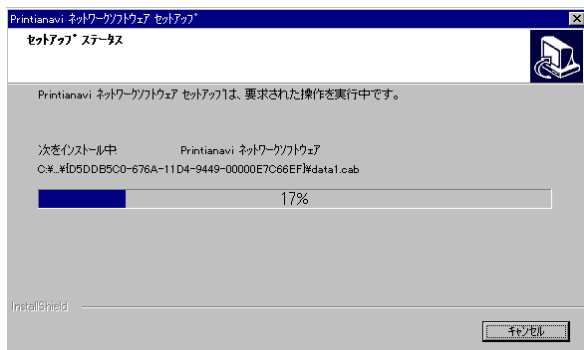 Printianavi ネットワークソフトウェア セットアップ
セットアップ ステータス
Printianavi ネットワークソフトウェア セットアップは、要求された操作を実行中です。
次をインストール中: Printianavi ネットワークソフトウェア
C:¥...¥{D5DDB5C0-676A-11D4-9449-00000E7C66EF}¥data1.cab
17%
InstallShield
キャンセル